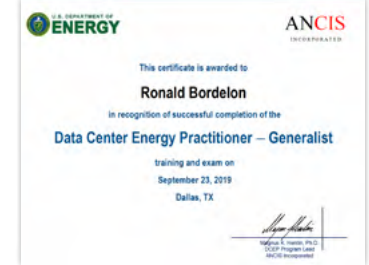 U.S. DEPARTMENT OF
ENERGY
ANCIS
INCORPORATED
This certificate is awarded to
Ronald Bordelon
in recognition of successful completion of the
Data Center Energy Practitioner – Generalist
training and exam on
September 23, 2019
Dallas, TX
Magnus K. Herrlin, Ph.D.
DCEP Program Lead
ANCIS Incorporated